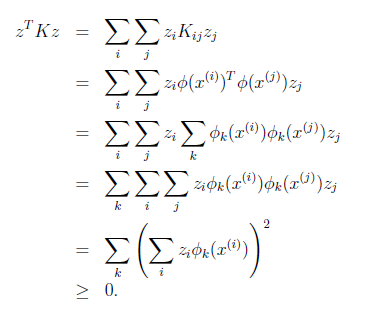 z^T Kz = \sum_i \sum_j z_i K_{ij} z_j
= \sum_i \sum_j z_i \phi(x^{(i)})^T \phi(x^{(j)}) z_j
= \sum_i \sum_j z_i \sum_k \phi_k(x^{(i)}) \phi_k(x^{(j)}) z_j
= \sum_k \sum_i \sum_j z_i \phi_k(x^{(i)}) \phi_k(x^{(j)}) z_j
= \sum_k \left( \sum_i z_i \phi_k(x^{(i)}) \right)^2
≥ 0.